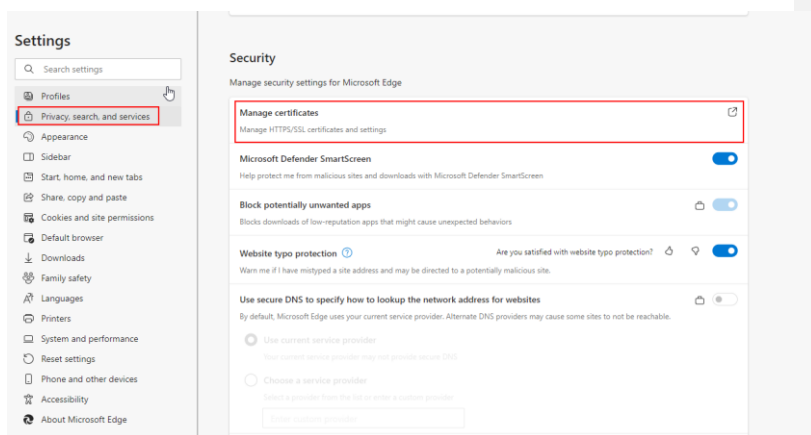 Settings
Search settings
Profiles
Privacy, search, and services
Appearance
Sidebar
Start, home, and new tabs
Share, copy and paste
Cookies and site permissions
Default browser
Downloads
Family safety
Languages
Printers
System and performance
Reset settings
Phone and other devices
Accessibility
About Microsoft Edge
Security
Manage security settings for Microsoft Edge
Manage certificates
Manage HTTPS/SSL certificates and settings
Microsoft Defender SmartScreen
Help protect me from malicious sites and downloads with Microsoft Defender SmartScreen
Block potentially unwanted apps
Blocks downloads of low-reputation apps that might cause unexpected behaviors
Website typo protection Are you satisfied with website typo protection?
Warn me if I have mistyped a site address and may be directed to a potentially malicious site.
Use secure DNS to specify how to lookup the network address for websites
By default, Microsoft Edge uses your current service provider. Alternate DNS providers may cause some sites to not be reachable.
Use current service provider
Your current service provider may not provide secure DNS
Choose a service provider
Select a provider from the list or enter a custom provider
Enter custom provider